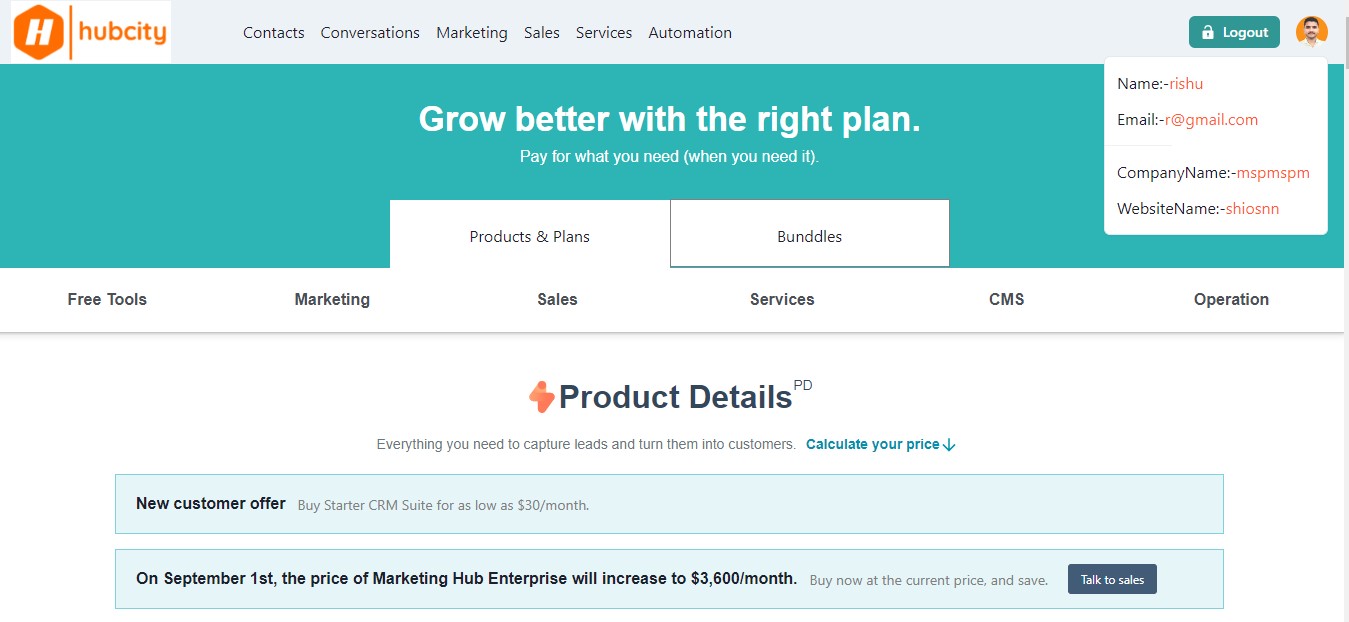 H hubcity
Contacts Conversations Marketing Sales Services Automation
Logout
Name:-rishu
Email:-r@gmail.com
CompanyName:-mspmspm
WebsiteName:-shiosnn
Grow better with the right plan.
Pay for what you need (when you need it).
Products & Plans Bunddles
Free Tools Marketing Sales Services CMS Operation
Product Details PD
Everything you need to capture leads and turn them into customers. Calculate your price
New customer offer Buy Starter CRM Suite for as low as $30/month.
On September 1st, the price of Marketing Hub Enterprise will increase to $3,600/month. Buy now at the current price, and save. Talk to sales